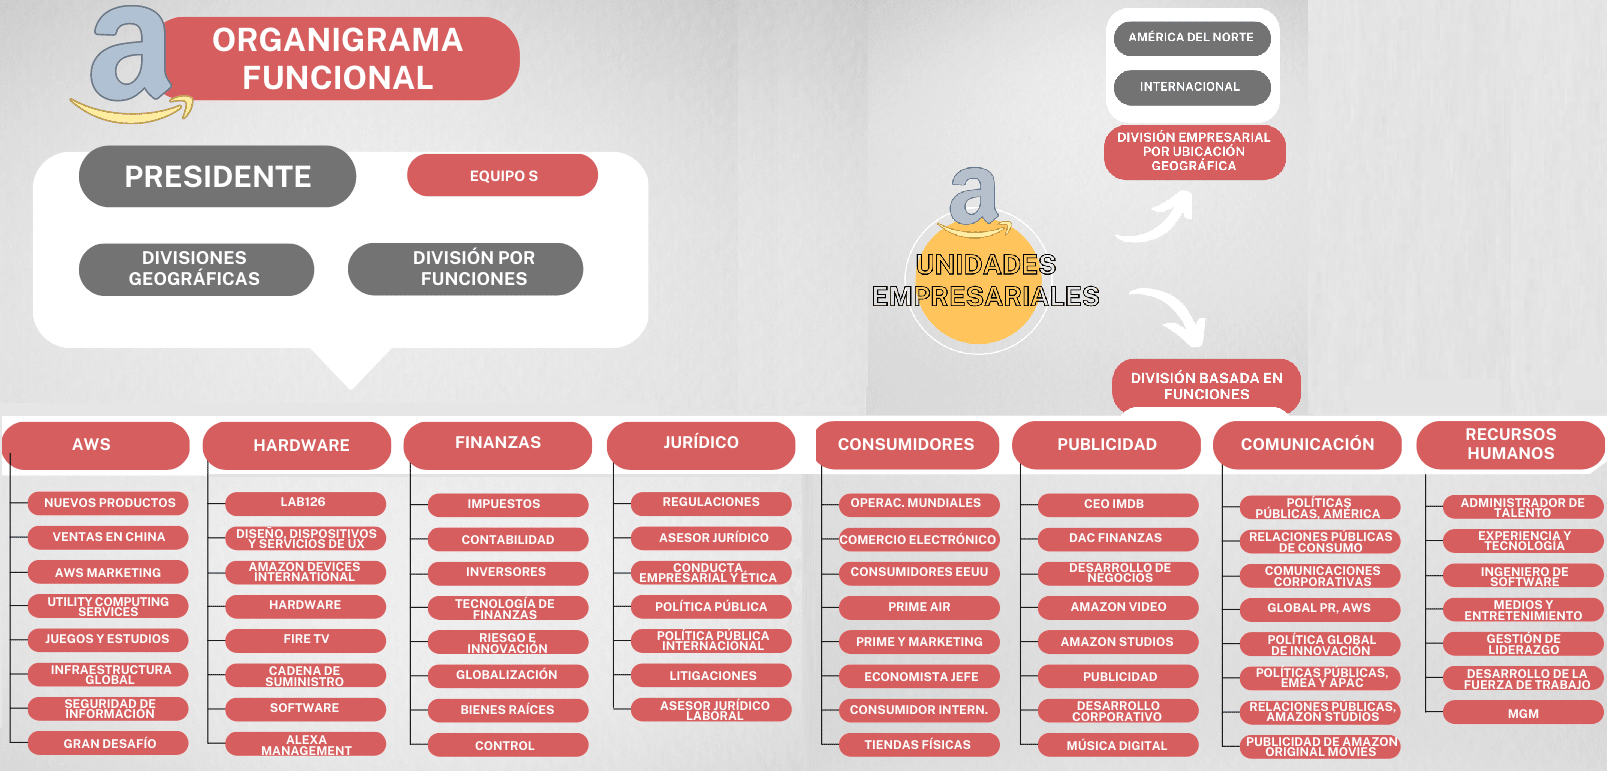 a
ORGANIGRAMA
FUNCIONAL
PRESIDENTE
EQUIPO S
DIVISIONES
GEOGRÁFICAS
DIVISIÓN POR
FUNCIONES
AMÉRICA DEL NORTE
INTERNACIONAL
DIVISIÓN EMPRESARIAL
POR UBICACIÓN
GEOGRÁFICA
a
UNIDADES
EMPRESARIALES
DIVISIÓN BASADA EN
FUNCIONES
AWS
NUEVOS PRODUCTOS
VENTAS EN CHINA
AWS MARKETING
UTILITY COMPUTING
SERVICES
JUEGOS Y ESTUDIOS
INFRAESTRUCTURA
GLOBAL
SEGURIDAD DE
INFORMACIÓN
GRAN DESAFÍO
HARDWARE
LAB126
DISEÑO, DISPOSITIVOS
Y SERVICIOS DE UX
AMAZON DEVICES
INTERNATIONAL
HARDWARE
FIRE TV
CADENA DE
SUMINISTRO
SOFTWARE
ALEXA
MANAGEMENT
FINANZAS
IMPUESTOS
CONTABILIDAD
INVERSORES
TECNOLOGÍA DE
FINANZAS
RIESGO E
INNOVACIÓN
GLOBALIZACIÓN
BIENES RAÍCES
CONTROL
JURÍDICO
REGULACIONES
ASESOR JURÍDICO
CONDUCTA
EMPRESARIAL Y ÉTICA
POLÍTICA PÚBLICA
POLÍTICA PÚBLICA
INTERNACIONAL
LITIGACIONES
ASESOR JURÍDICO
LABORAL
CONSUMIDORES
OPERAC. MUNDIALES
COMERCIO ELECTRÓNICO
CONSUMIDORES EEUU
PRIME AIR
PRIME Y MARKETING
ECONOMISTA JEFE
CONSUMIDOR INTERN.
TIENDAS FÍSICAS
PUBLICIDAD
CEO IMDB
DAC FINANZAS
DESARROLLO DE
NEGOCIOS
AMAZON VIDEO
AMAZON STUDIOS
PUBLICIDAD
DESARROLLO
CORPORATIVO
MÚSICA DIGITAL
COMUNICACIÓN
POLÍTICAS
PÚBLICAS, AMÉRICA
RELACIONES PÚBLICAS
DE CONSUMO
COMUNICACIONES
CORPORATIVAS
GLOBAL PR, AWS
POLÍTICA GLOBAL
DE INNOVACIÓN
POLÍTICAS PÚBLICAS,
EMEA Y APAC
RELACIONES PÚBLICAS,
AMAZON STUDIOS
PUBLICIDAD DE AMAZON
ORIGINAL MOVIES
RECURSOS
HUMANOS
ADMINISTRADOR DE
TALENTO
EXPERIENCIA Y
TECNOLOGÍA
INGENIERO DE
SOFTWARE
MEDIOS Y
ENTRETENIMIENTO
GESTIÓN DE
LIDERAZGO
DESARROLLO DE LA
FUERZA DE TRABAJO
MGM